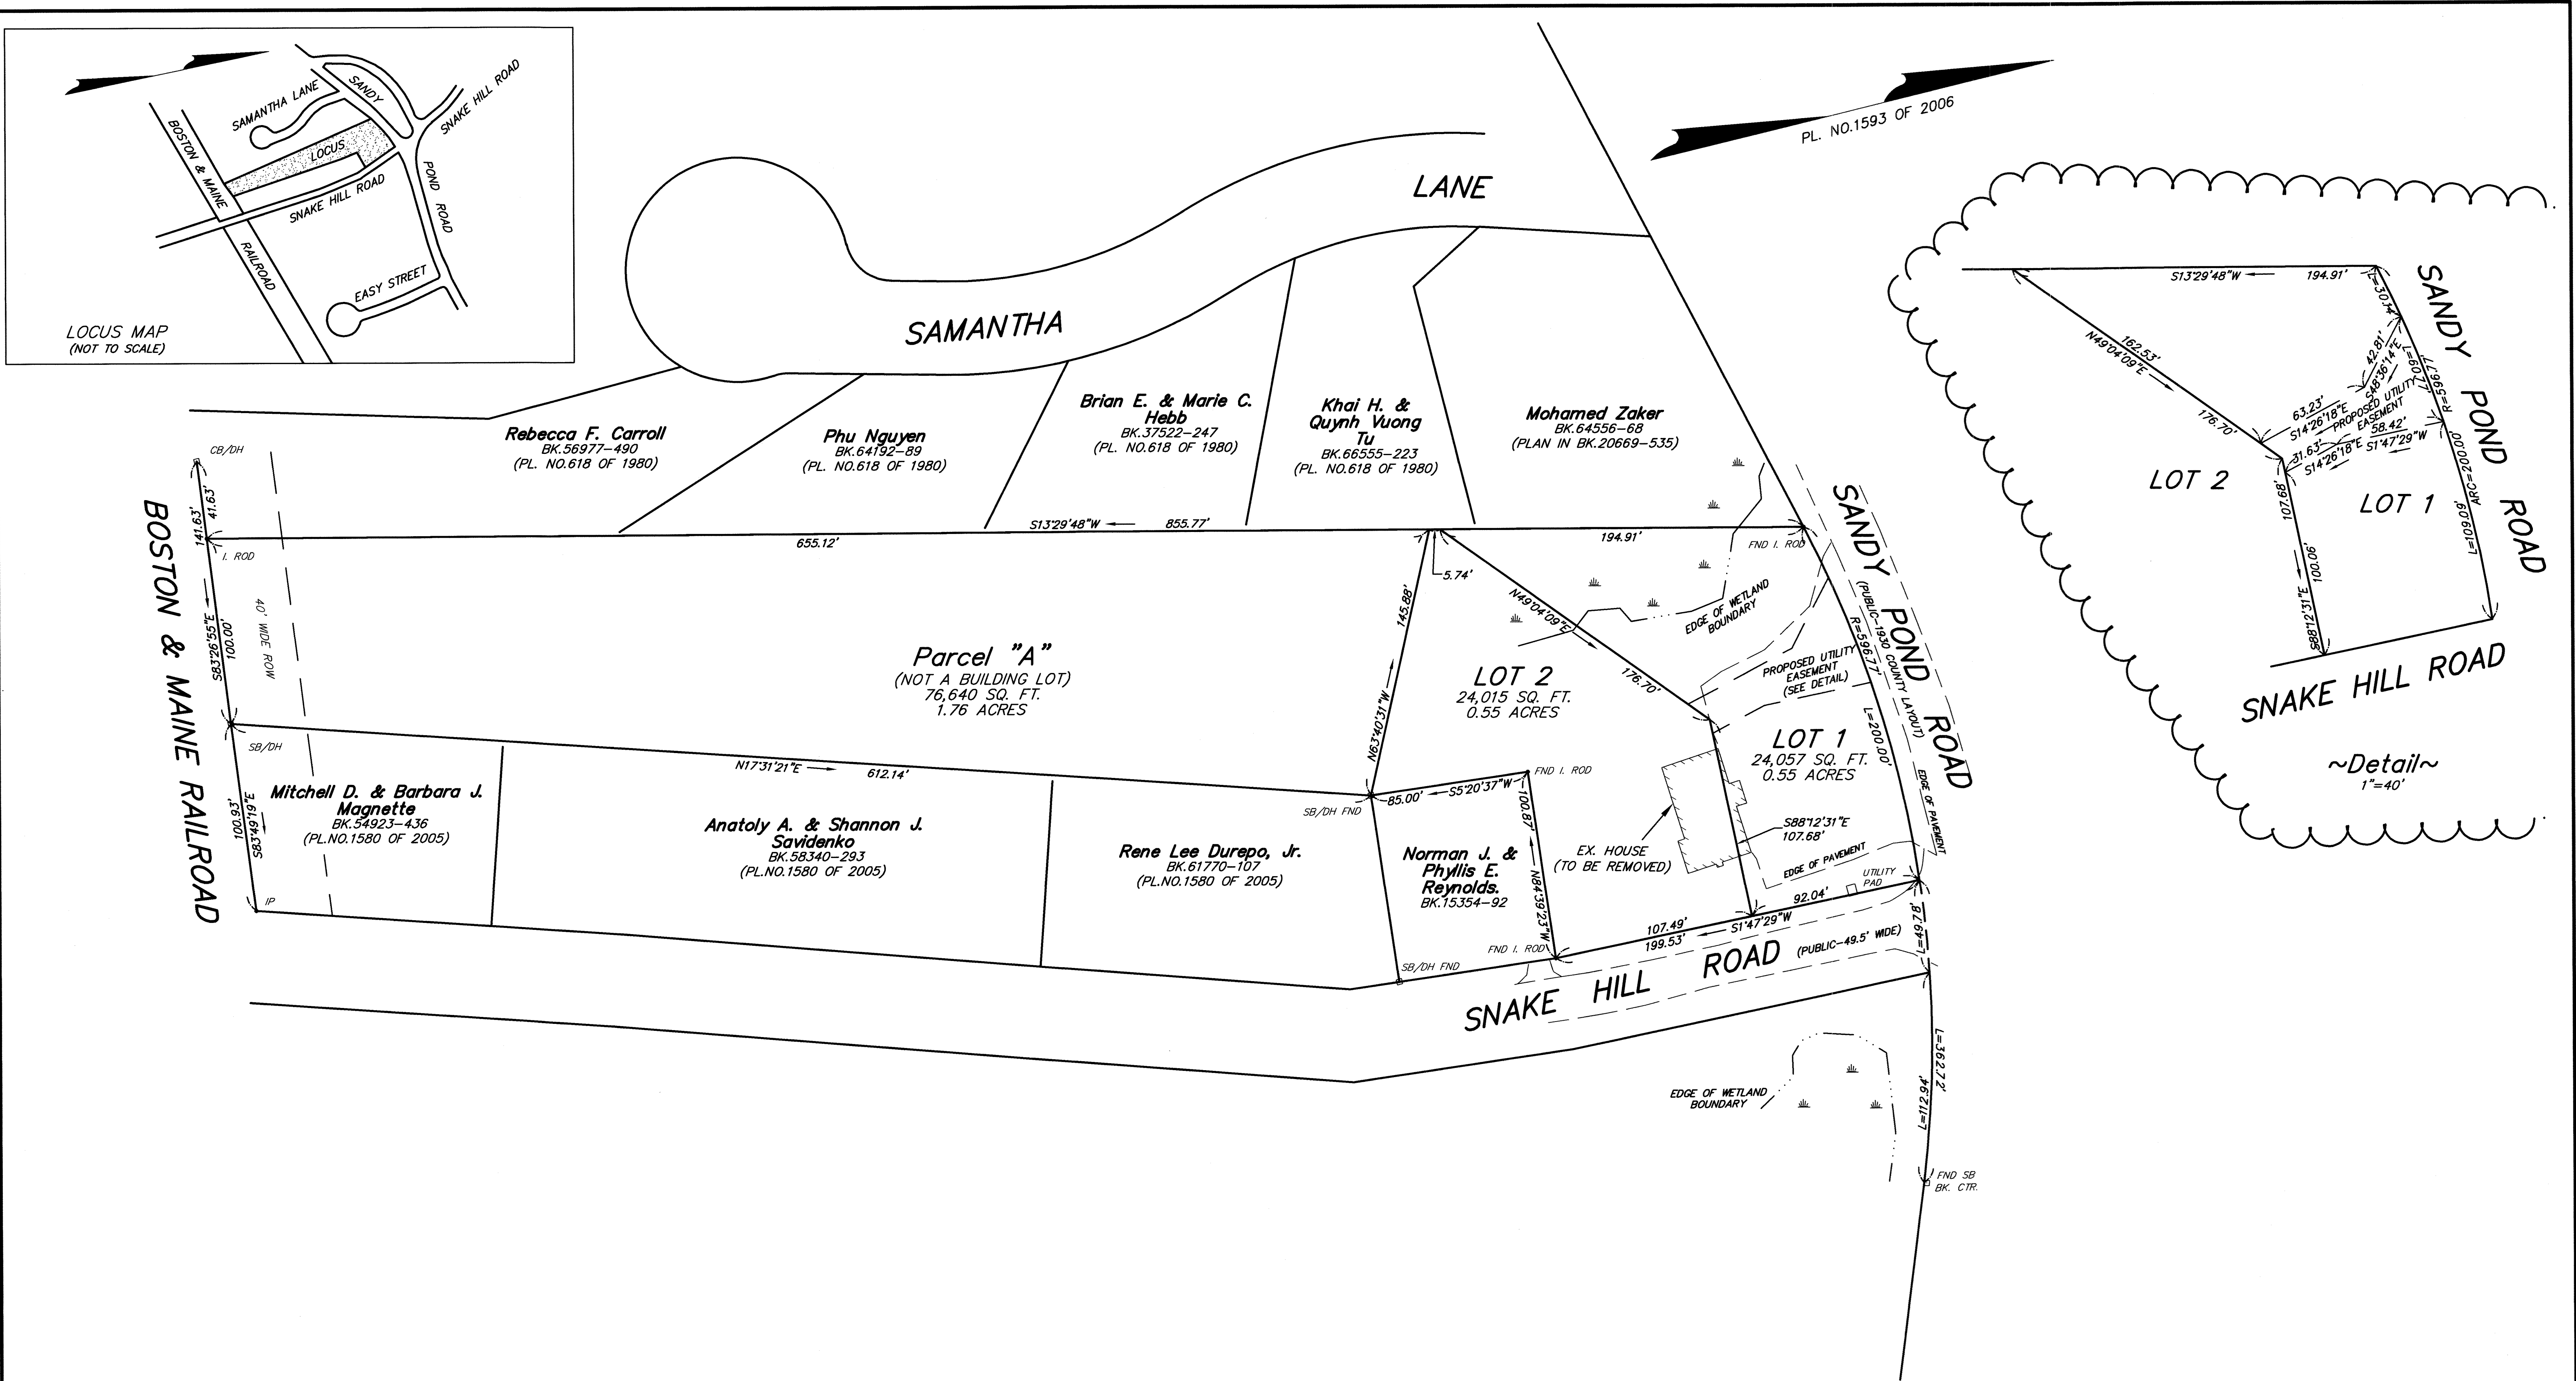 BOSTON & MAINE
RAILROAD
SAMANTHA LANE
SANDY
SNAKE HILL ROAD
LOCUS
POND ROAD
SNAKE HILL ROAD
EASY STREET
LOCUS MAP
(NOT TO SCALE)
PL. NO.1593 OF 2006
SAMANTHA
LANE
Rebecca F. Carroll
BK.56977-490
(PL. NO.618 OF 1980)
Phu Nguyen
BK.64192-89
(PL. NO.618 OF 1980)
Brian E. & Marie C.
Hebb
BK.37522-247
(PL. NO.618 OF 1980)
Khai H. &
Quynh Vuong
Tu
BK.66555-223
(PL. NO.618 OF 1980)
Mohamed Zaker
BK.64556-68
(PLAN IN BK.20669-535)
CB/DH
41.63'
141.63'
I. ROD
S83°26'55"E
100.00'
40' WIDE ROW
BOSTON & MAINE RAILROAD
S13°29'48"W
855.77'
655.12'
194.91'
FND I. ROD
5.74'
145.88'
N63°40'31"W
N49°04'09"E
176.70'
EDGE OF WETLAND
BOUNDARY
Parcel "A"
(NOT A BUILDING LOT)
76,640 SQ. FT.
1.76 ACRES
LOT 2
24,015 SQ. FT.
0.55 ACRES
PROPOSED UTILITY
EASEMENT
(SEE DETAIL)
LOT 1
24,057 SQ. FT.
0.55 ACRES
SANDY POND ROAD
(PUBLIC-1930 COUNTY LAYOUT)
R=596.77'
L=200.00'
EDGE OF PAVEMENT
SB/DH
N17°31'21"E
612.14'
SB/DH FND
85.00'
S5°20'37"W
FND I. ROD
100.87'
N84°39'23"W
S83°49'19"E
100.93'
IP
Mitchell D. & Barbara J.
Magnette
BK.54923-436
(PL.NO.1580 OF 2005)
Anatoly A. & Shannon J.
Savidenko
BK.58340-293
(PL.NO.1580 OF 2005)
Rene Lee Durepo, Jr.
BK.61770-107
(PL.NO.1580 OF 2005)
Norman J. &
Phyllis E.
Reynolds.
BK.15354-92
EX. HOUSE
(TO BE REMOVED)
S88°12'31"E
107.68'
EDGE OF PAVEMENT
UTILITY
PAD
92.04'
107.49'
S1°47'29"W
199.53'
FND I. ROD
SB/DH FND
SNAKE HILL ROAD
(PUBLIC-49.5' WIDE)
L=49.78'
L=362.72'
L=112.94'
EDGE OF WETLAND
BOUNDARY
FND SB
BK. CTR.
S13°29'48"W
194.91'
L=30.14'
162.53'
N49°04'09"E
176.70'
42.81'
S48°36'14"E
R=596.77'
63.23'
S14°26'18"E
PROPOSED UTILITY
EASEMENT
58.42'
S1°47'29"W
31.63'
S14°26'18"E
ARC=200.00'
L=109.09'
LOT 2
LOT 1
107.68'
100.06'
S88°12'31"E
SANDY POND ROAD
SNAKE HILL ROAD
~Detail~
1"=40'